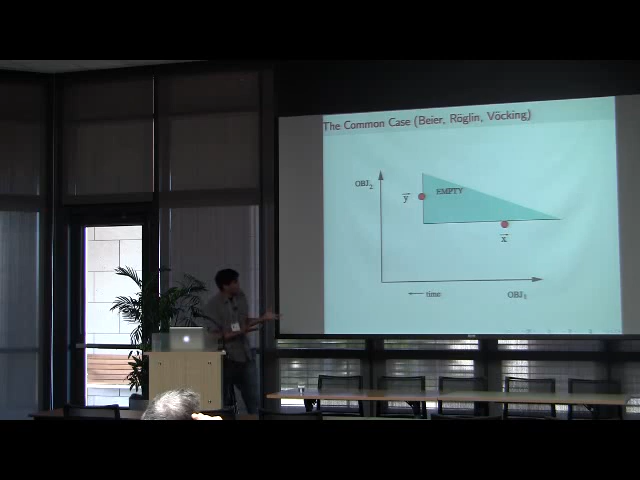 The Common Case (Beier, Röglin, Vöcking)
OBJ₂
y⃗
EMPTY
x⃗
⟵ time
OBJ₁